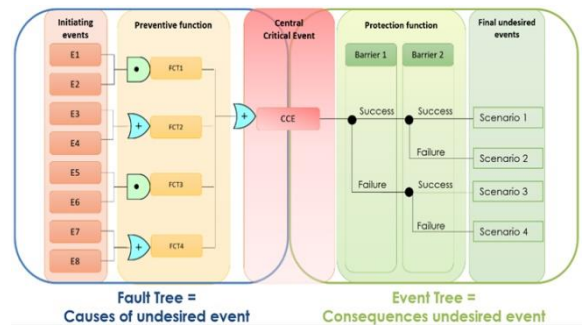 Initiating events
Preventive function
Central Critical Event
Protection function
Final undesired events
E1
E2
E3
E4
E5
E6
E7
E8
•
+
•
+
FCT1
FCT2
FCT3
FCT4
+
CCE
Barrier 1
Barrier 2
Success
Failure
Success
Failure
Success
Failure
Scenario 1
Scenario 2
Scenario 3
Scenario 4
Fault Tree =
Causes of undesired event
Event Tree =
Consequences undesired event